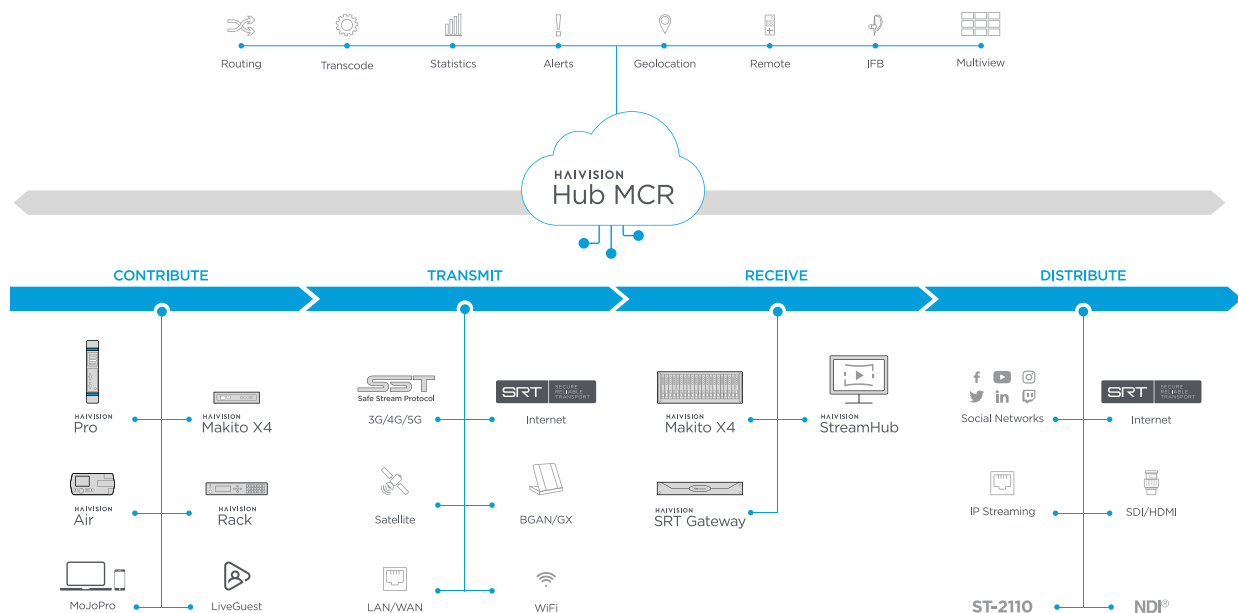 Routing
Transcode
Statistics
Alerts
Geolocation
Remote
IFB
Multiview
HAIVISION
Hub MCR
CONTRIBUTE
TRANSMIT
RECEIVE
DISTRIBUTE
HAIVISION
Pro
HAIVISION
Makito X4
HAIVISION
Air
HAIVISION
Rack
MoJoPro
LiveGuest
SST
Safe Stream Protocol
3G/4G/5G
SRT SECURE
RELIABLE
TRANSPORT
Internet
Satellite
BGAN/GX
LAN/WAN
WiFi
HAIVISION
Makito X4
HAIVISION
StreamHub
HAIVISION
SRT Gateway
Social Networks
SRT SECURE
RELIABLE
TRANSPORT
Internet
IP Streaming
SDI/HDMI
ST-2110
NDI®